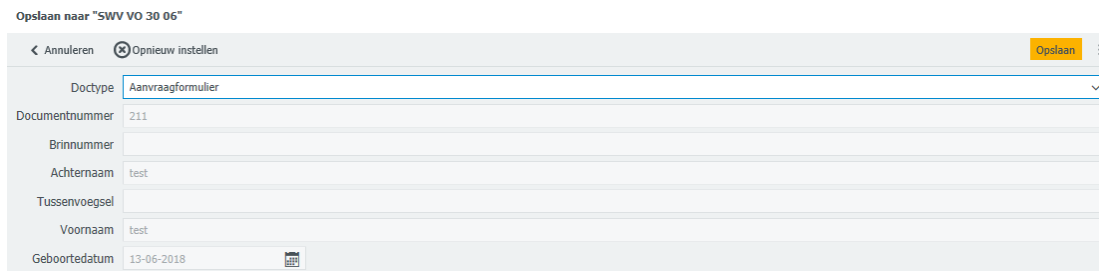 Opslaan naar "SWV VO 30 06"
Annuleren Opnieuw instellen Opslaan
Doctype Aanvraagformulier
Documentnummer 211
Brinnummer
Achternaam test
Tussenvoegsel
Voornaam test
Geboortedatum 13-06-2018